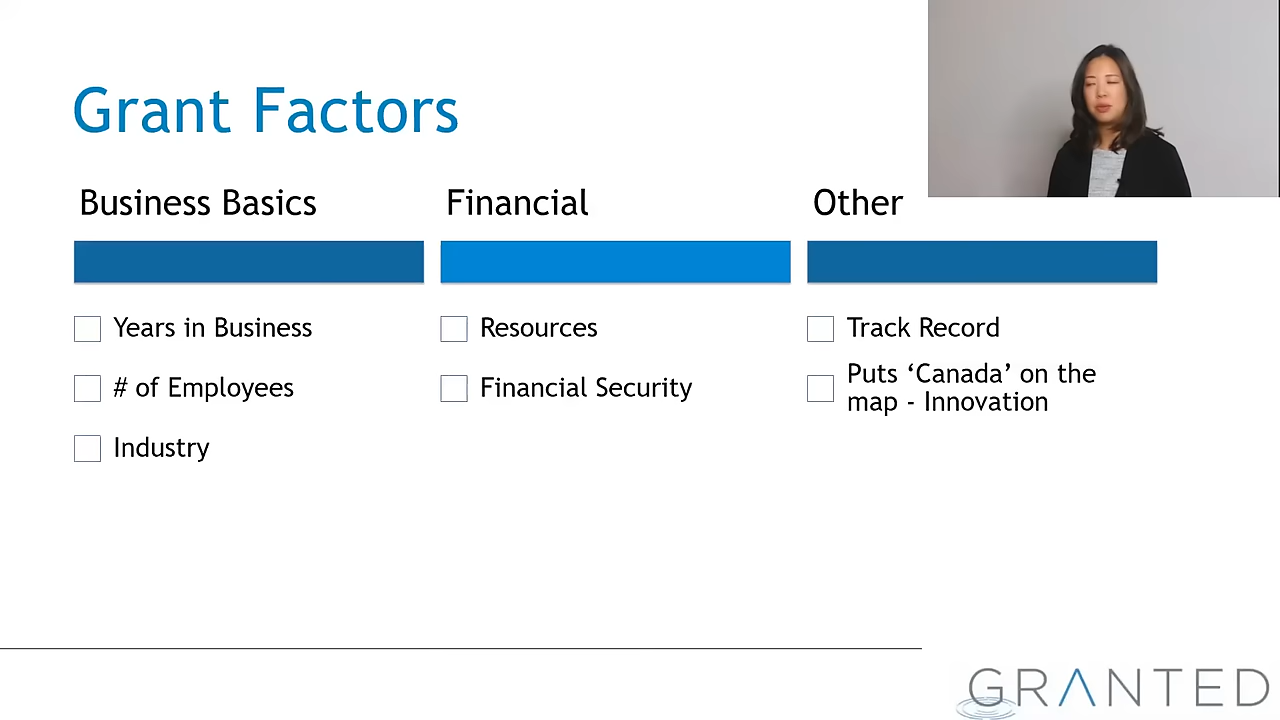 Grant Factors
Business Basics
Years in Business
# of Employees
Industry
Financial
Resources
Financial Security
Other
Track Record
Puts ‘Canada’ on the
map - Innovation
GRANTED